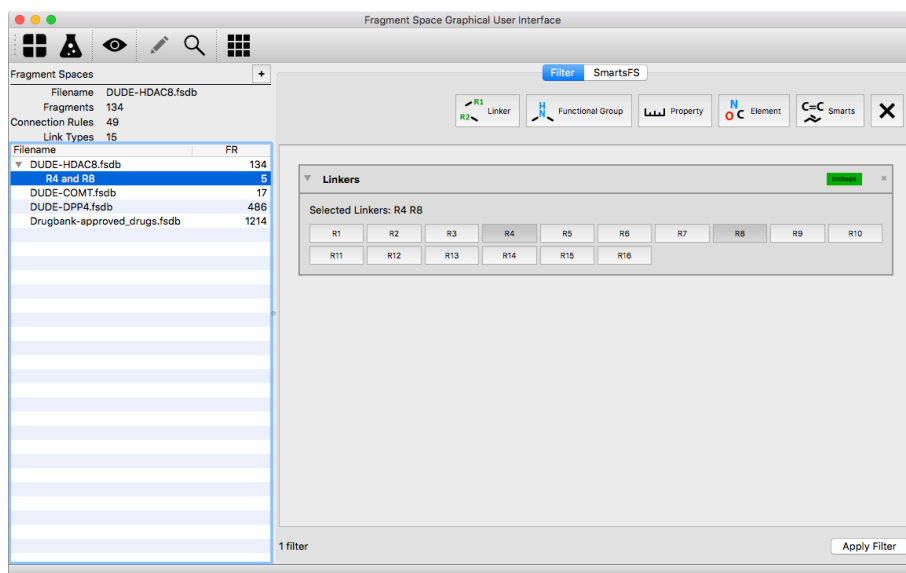 Fragment Space Graphical User Interface
Fragment Spaces +
Filename DUDE-HDAC8.fsdb
Fragments 134
Connection Rules 49
Link Types 15
Filename FR
DUDE-HDAC8.fsdb 134
R4 and R8 5
DUDE-COMT.fsdb 17
DUDE-DPP4.fsdb 486
Drugbank-approved_drugs.fsdb 1214
Filter SmartsFS
R1 R2 Linker
H N Functional Group
Property
N O C Element
C=C Smarts
Linkers include ×
Selected Linkers: R4 R8
R1 R2 R3 R4 R5 R6 R7 R8 R9 R10
R11 R12 R13 R14 R15 R16
1 filter Apply Filter